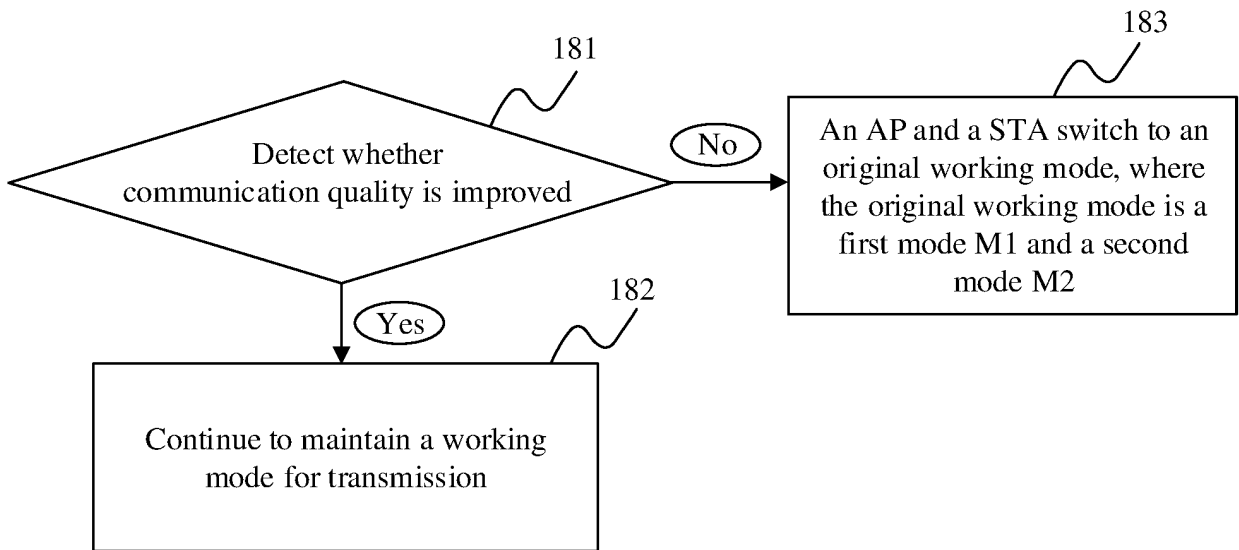 181
Detect whether
communication quality is improved
No
183
An AP and a STA switch to an
original working mode, where
the original working mode is a
first mode M1 and a second
mode M2
Yes
182
Continue to maintain a working
mode for transmission